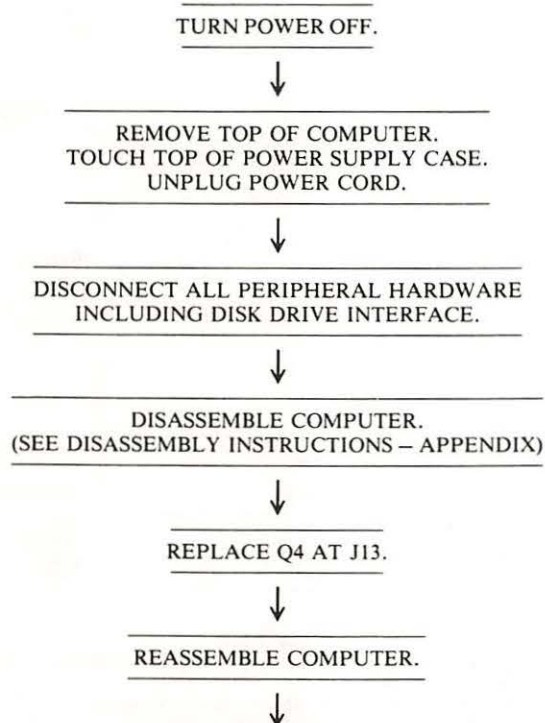 TURN POWER OFF.
REMOVE TOP OF COMPUTER.
TOUCH TOP OF POWER SUPPLY CASE.
UNPLUG POWER CORD.
DISCONNECT ALL PERIPHERAL HARDWARE
INCLUDING DISK DRIVE INTERFACE.
DISASSEMBLE COMPUTER.
(SEE DISASSEMBLY INSTRUCTIONS – APPENDIX)
REPLACE Q4 AT J13.
REASSEMBLE COMPUTER.